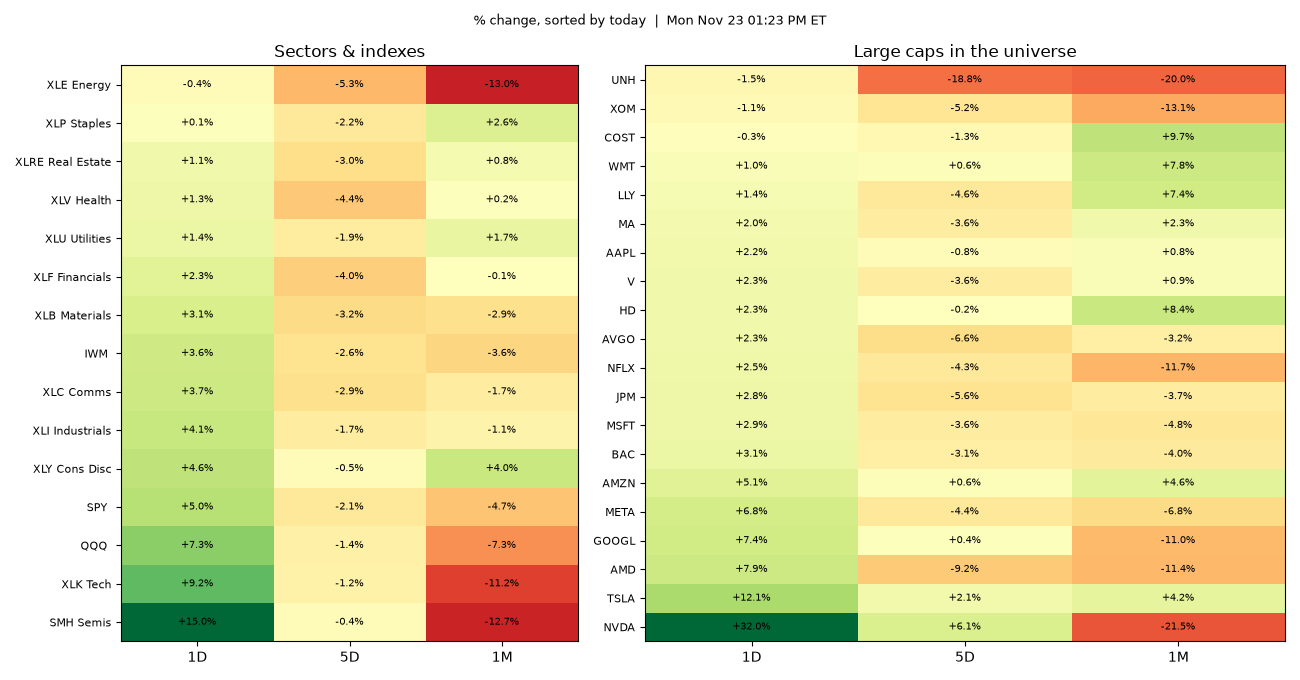 % change, sorted by today | Mon Nov 23 01:23 PM ET
Sectors & indexes
XLE Energy -0.4% -5.3% -13.0%
XLP Staples +0.1% -2.2% +2.6%
XLRE Real Estate +1.1% -3.0% +0.8%
XLV Health +1.3% -4.4% +0.2%
XLU Utilities +1.4% -1.9% +1.7%
XLF Financials +2.3% -4.0% -0.1%
XLB Materials +3.1% -3.2% -2.9%
IWM +3.6% -2.6% -3.6%
XLC Comms +3.7% -2.9% -1.7%
XLI Industrials +4.1% -1.7% -1.1%
XLY Cons Disc +4.6% -0.5% +4.0%
SPY +5.0% -2.1% -4.7%
QQQ +7.3% -1.4% -7.3%
XLK Tech +9.2% -1.2% -11.2%
SMH Semis +15.0% -0.4% -12.7%
1D 5D 1M
Large caps in the universe
UNH -1.5% -18.8% -20.0%
XOM -1.1% -5.2% -13.1%
COST -0.3% -1.3% +9.7%
WMT +1.0% +0.6% +7.8%
LLY +1.4% -4.6% +7.4%
MA +2.0% -3.6% +2.3%
AAPL +2.2% -0.8% +0.8%
V +2.3% -3.6% +0.9%
HD +2.3% -0.2% +8.4%
AVGO +2.3% -6.6% -3.2%
NFLX +2.5% -4.3% -11.7%
JPM +2.8% -5.6% -3.7%
MSFT +2.9% -3.6% -4.8%
BAC +3.1% -3.1% -4.0%
AMZN +5.1% +0.6% +4.6%
META +6.8% -4.4% -6.8%
GOOGL +7.4% +0.4% -11.0%
AMD +7.9% -9.2% -11.4%
TSLA +12.1% +2.1% +4.2%
NVDA +32.0% +6.1% -21.5%
1D 5D 1M